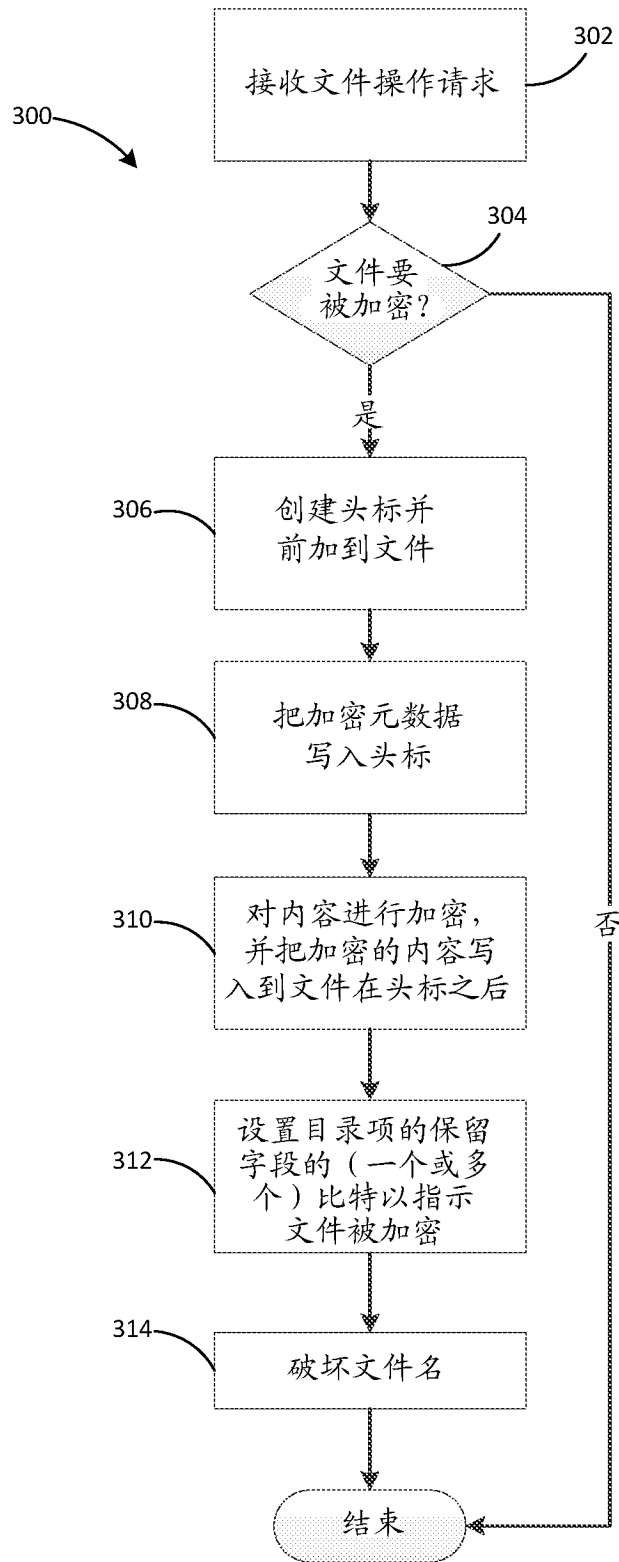 302
接收文件操作请求
300
304
文件要
被加密?
是
306
创建头标并
前加到文件
308
把加密元数据
写入头标
310
对内容进行加密,
并把加密的内容写
入到文件在头标之后
否
312
设置目录项的保留
字段的(一个或多
个)比特以指示
文件被加密
314
破坏文件名
结束